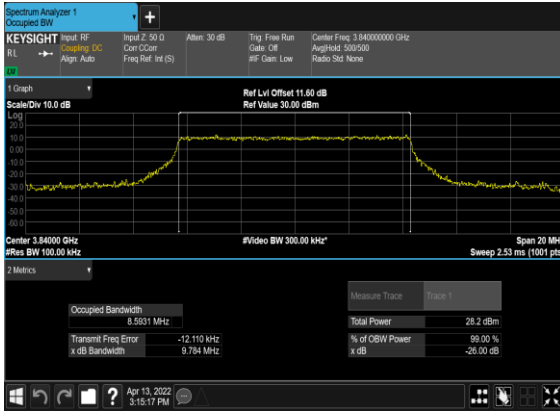 Spectrum Analyzer 1
Occupied BW
KEYSIGHT
RL
Input: RF
Coupling: DC
Align: Auto
Input Z: 50 Ω
Corr CCorr
Freq Ref: Int (S)
Atten: 30 dB
Trig: Free Run
Gate: Off
#IF Gain: Low
Center Freq: 3.840000000 GHz
Avg|Hold: 500/500
Radio Std: None
1 Graph
Scale/Div 10.0 dB
Ref Lvl Offset 11.60 dB
Ref Value 30.00 dBm
Log
20.0
10.0
0.00
-10.0
-20.0
-30.0
-40.0
-50.0
-60.0
Center 3.84000 GHz
#Res BW 100.00 kHz
#Video BW 300.00 kHz*
Span 20 MH
Sweep 2.53 ms (1001 pts
2 Metrics
Measure Trace Trace 1
Occupied Bandwidth
8.5931 MHz
Total Power 28.2 dBm
Transmit Freq Error -12.110 kHz
% of OBW Power 99.00 %
x dB Bandwidth 9.784 MHz
x dB -26.00 dB
?
Apr 13, 2022
3:15:17 PM